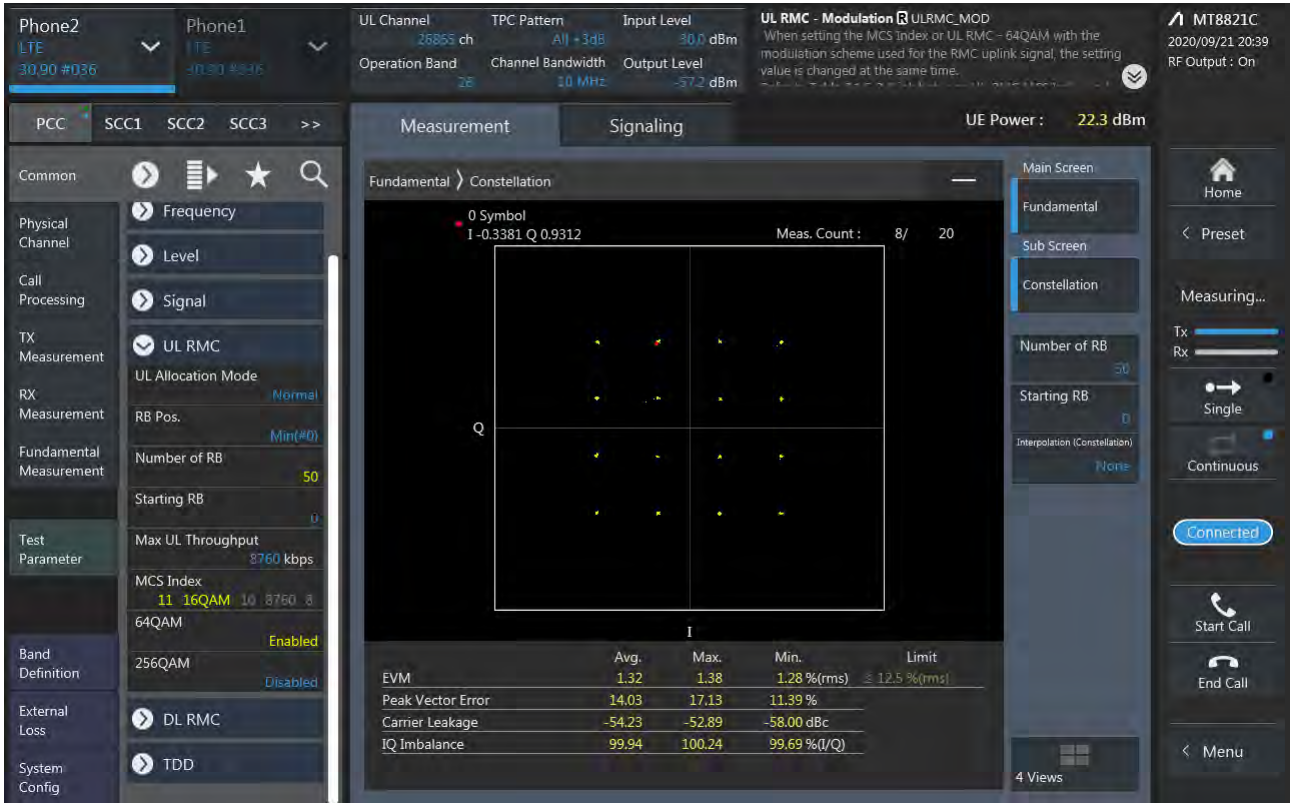 Phone2
LTE
30.90 #036
Phone1
LTE
30.90 #036
UL Channel
26865 ch
TPC Pattern
All +3dB
Input Level
30.0 dBm
Operation Band
26
Channel Bandwidth
10 MHz
Output Level
-57.2 dBm
UL RMC - Modulation R ULRMC_MOD
When setting the MCS Index or UL RMC - 64QAM with the
modulation scheme used for the RMC uplink signal, the setting
value is changed at the same time.
MT8821C
2020/09/21 20:39
RF Output : On
PCC SCC1 SCC2 SCC3 >>
Measurement
Signaling
UE Power : 22.3 dBm
Common
Physical
Channel
Call
Processing
TX
Measurement
RX
Measurement
Fundamental
Measurement
Test
Parameter
Band
Definition
External
Loss
System
Config
Frequency
Level
Signal
UL RMC
UL Allocation Mode
Normal
RB Pos.
Min(#0)
Number of RB
50
Starting RB
0
Max UL Throughput
8760 kbps
MCS Index
11 16QAM 10 8760 8
64QAM
Enabled
256QAM
Disabled
DL RMC
TDD
Fundamental > Constellation
0 Symbol
I -0.3381 Q 0.9312
Meas. Count : 8/ 20
Q
I
Avg. Max. Min. Limit
EVM 1.32 1.38 1.28 %(rms) ≤ 12.5 %(rms)
Peak Vector Error 14.03 17.13 11.39 %
Carrier Leakage -54.23 -52.89 -58.00 dBc
IQ Imbalance 99.94 100.24 99.69 %(I/Q)
Main Screen
Fundamental
Sub Screen
Constellation
Number of RB
50
Starting RB
0
Interpolation (Constellation)
None
4 Views
Home
< Preset
Measuring...
Tx
Rx
Single
Continuous
Connected
Start Call
End Call
< Menu